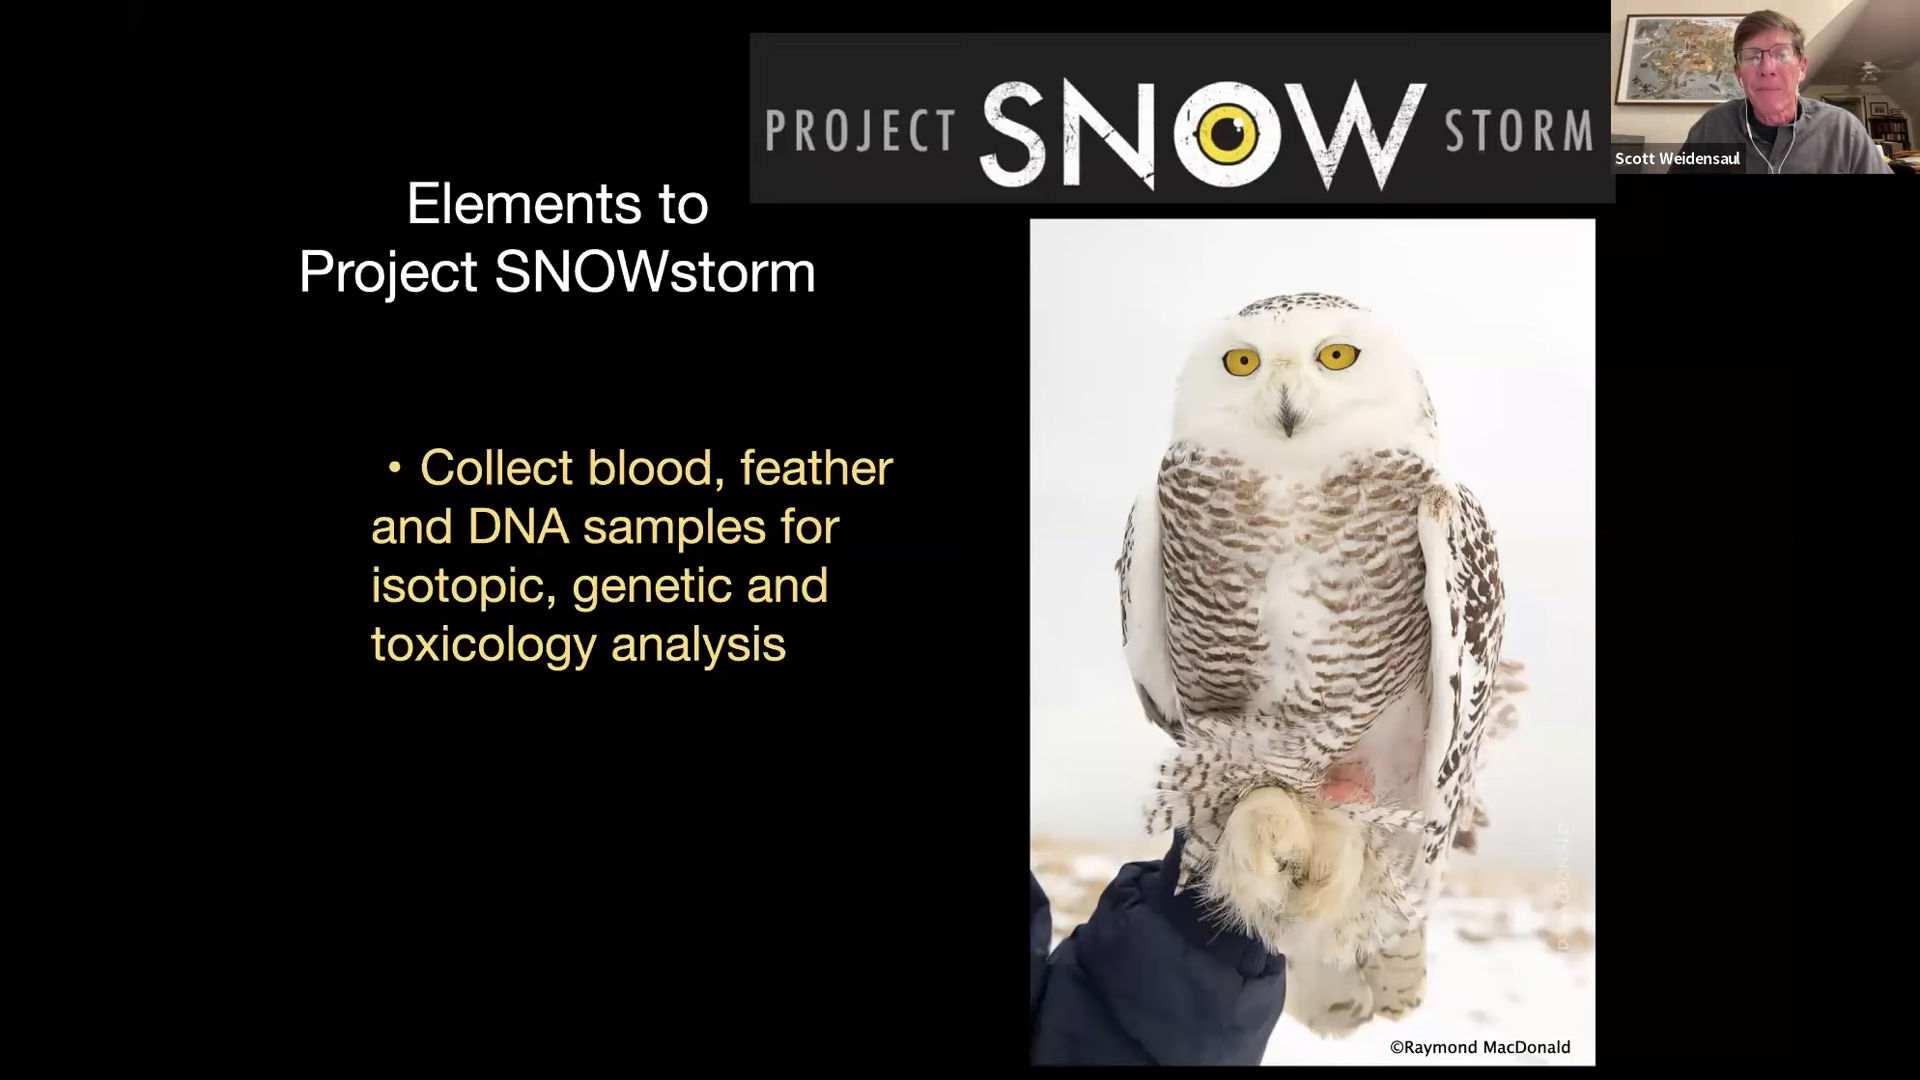 PROJECT SNOW STORM
Scott Weidensaul
Elements to
Project SNOWstorm
• Collect blood, feather
and DNA samples for
isotopic, genetic and
toxicology analysis
©Raymond MacDonald